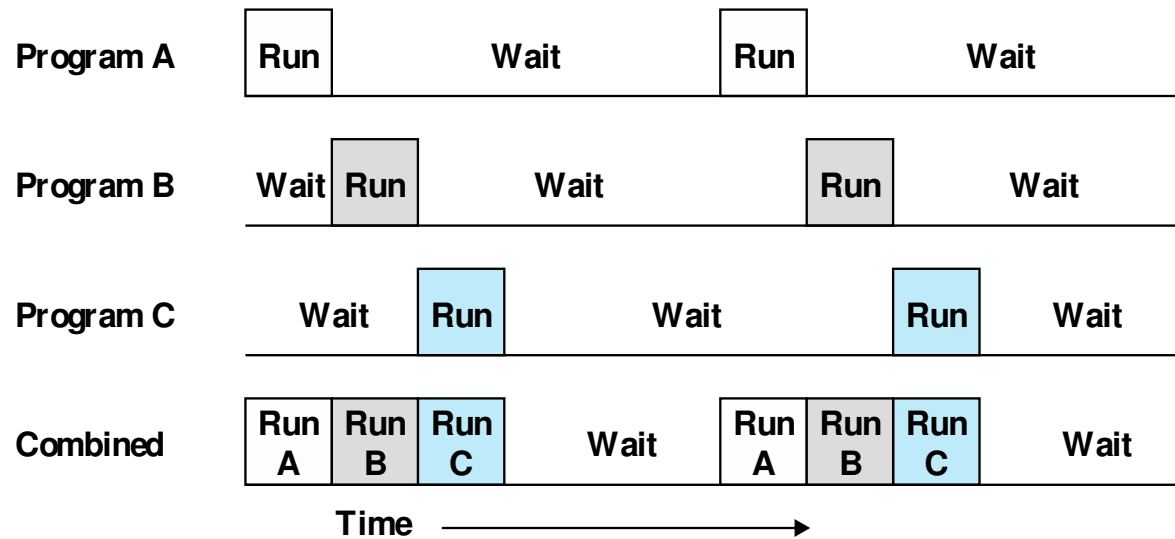 Program A Run Wait Run Wait
Program B Wait Run Wait Run Wait
Program C Wait Run Wait Run Wait
Combined Run A Run B Run C Wait Run A Run B Run C Wait
Time